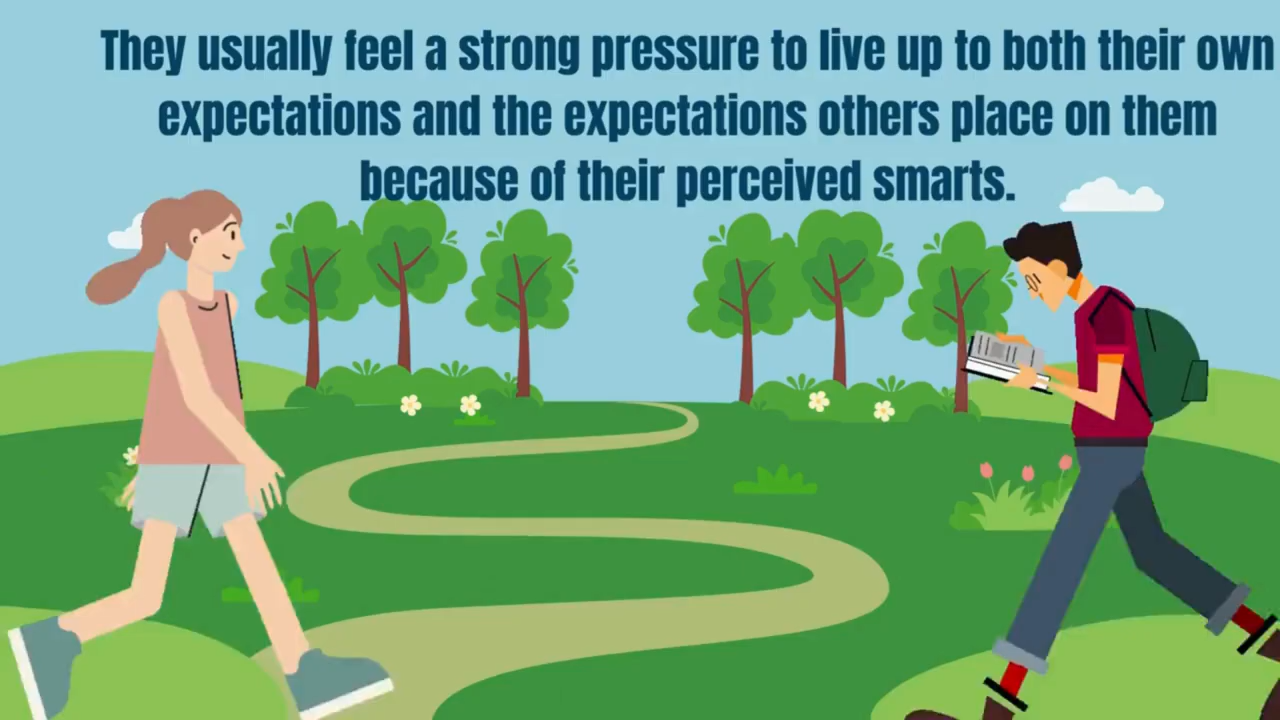 They usually feel a strong pressure to live up to both their own
expectations and the expectations others place on them
because of their perceived smarts.